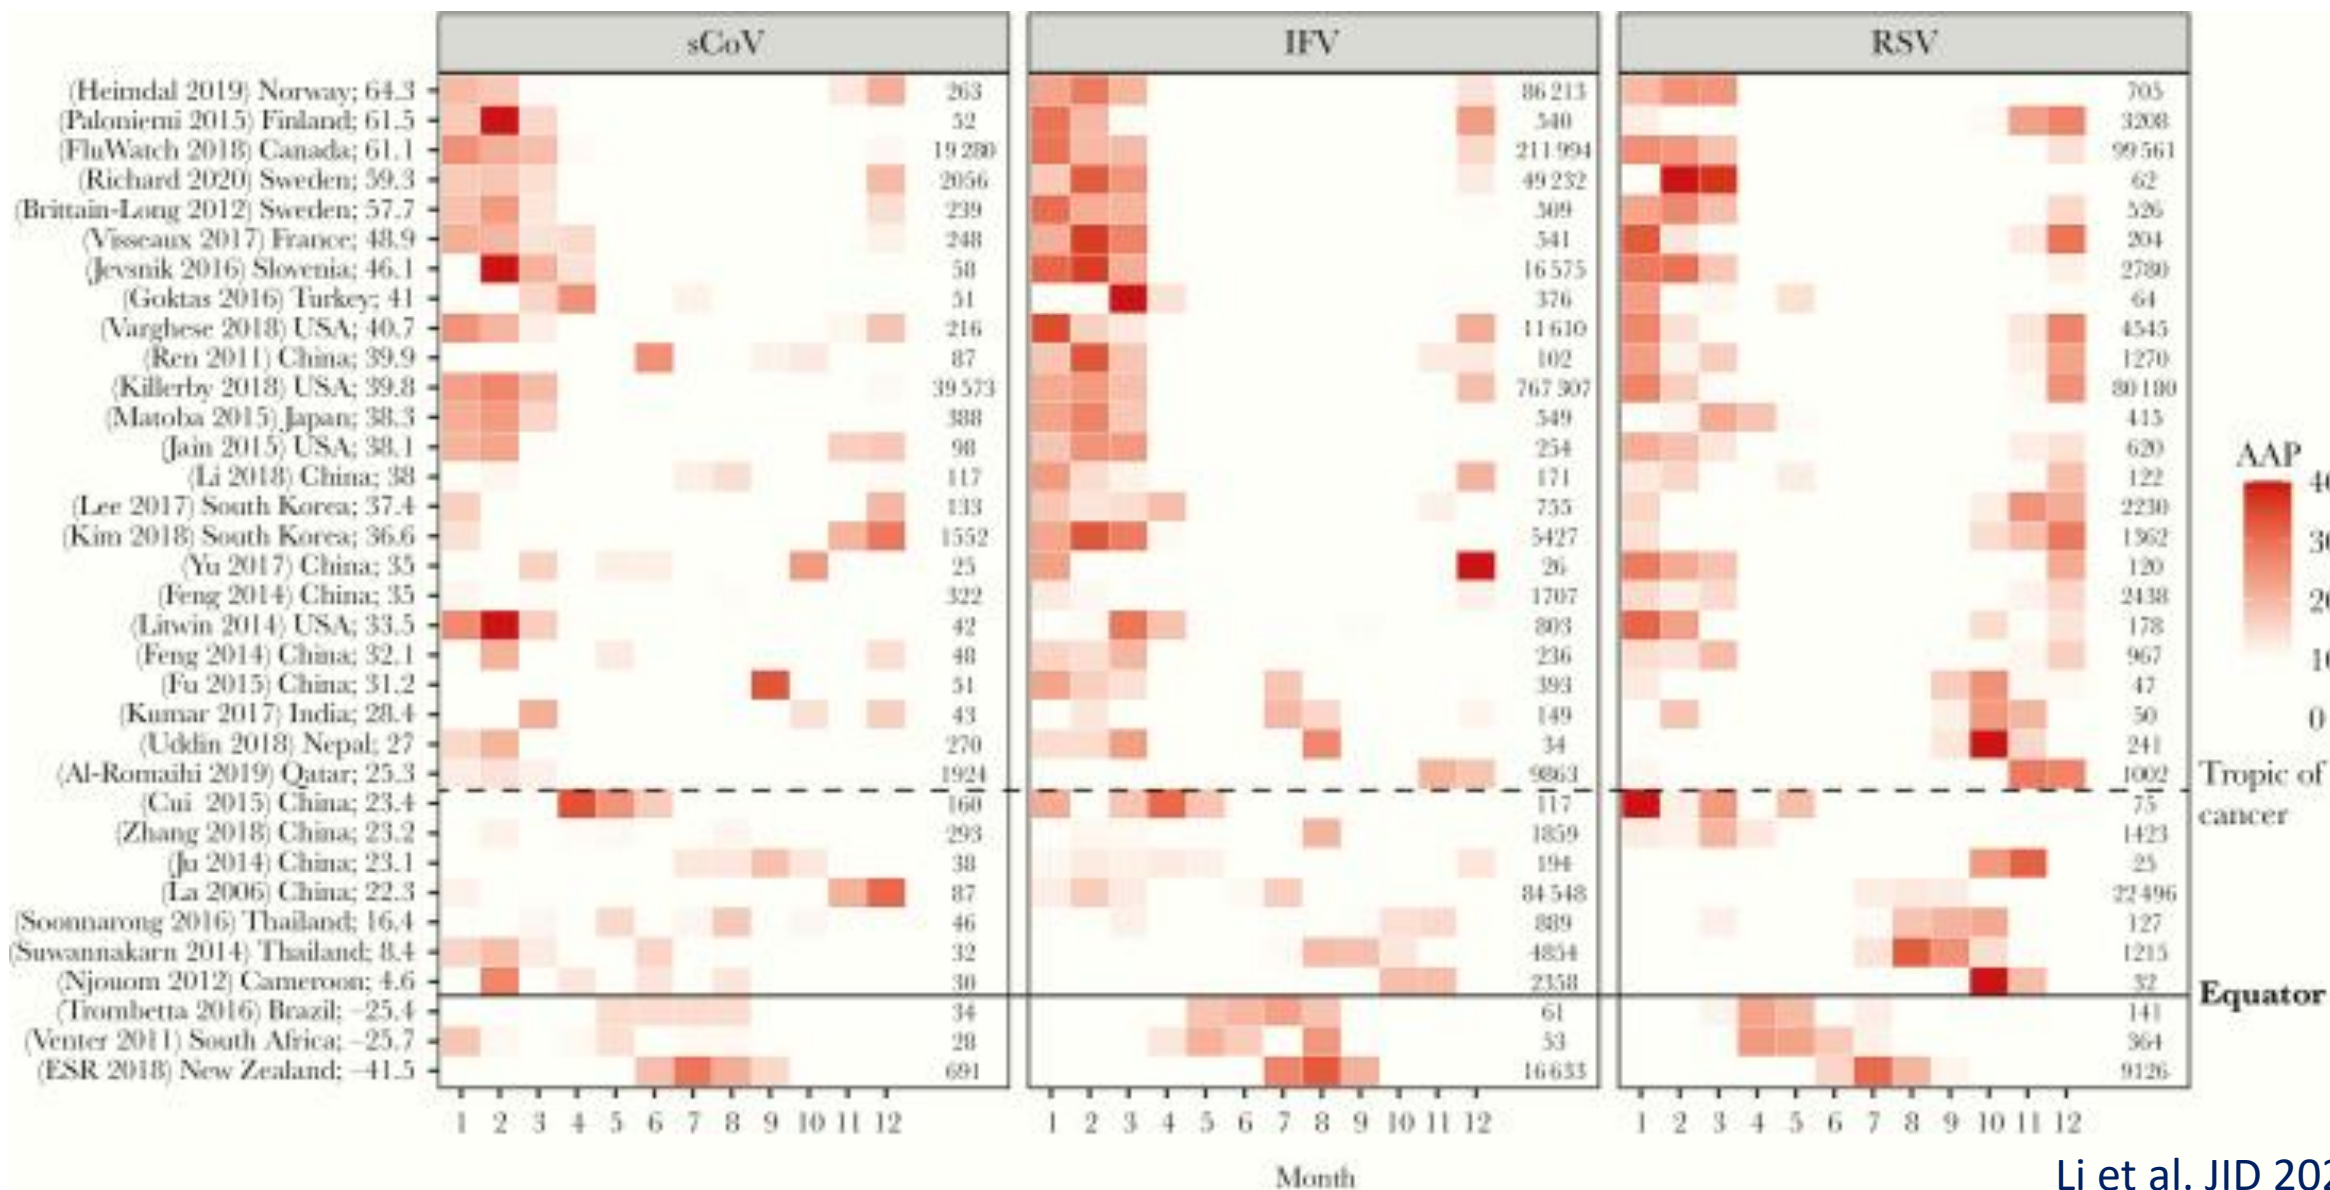 sCoV IFV RSV
(Heimdal 2019) Norway; 64.3 263 86 213 705
(Palonierni 2015) Finland; 61.5 52 540 3208
(FluWatch 2018) Canada; 61.1 19 280 211 994 99 561
(Richard 2020) Sweden; 59.3 2056 49 232 62
(Brittain-Long 2012) Sweden; 57.7 239 509 526
(Visseaux 2017) France; 48.9 248 541 204
(Jevsnik 2016) Slovenia; 46.1 58 16 575 2780
(Goktas 2016) Turkey; 41 51 376 64
(Varghese 2018) USA; 40.7 216 11 610 4545
(Ren 2011) China; 39.9 87 102 1270
(Killerby 2018) USA; 39.8 39 573 767 307 80 180
(Matoba 2015) Japan; 38.3 388 549 415
(Jain 2015) USA; 38.1 98 254 620
(Li 2018) China; 38 117 171 122
(Lee 2017) South Korea; 37.4 133 755 2230
(Kim 2018) South Korea; 36.6 1552 5427 1362
(Yu 2017) China; 35 25 26 120
(Feng 2014) China; 35 322 1707 2438
(Litwin 2014) USA; 33.5 42 803 178
(Feng 2014) China; 32.1 48 236 967
(Fu 2015) China; 31.2 51 393 47
(Kumar 2017) India; 28.4 43 149 50
(Uddin 2018) Nepal; 27 270 34 241
(Al-Romaihi 2019) Qatar; 25.3 1924 9863 1002
(Cui 2015) China; 23.4 160 117 75
(Zhang 2018) China; 23.2 293 1859 1423
(Ju 2014) China; 23.1 38 194 25
(La 2006) China; 22.3 87 84 548 22 496
(Soonnarong 2016) Thailand; 16.4 46 889 127
(Suwannakarn 2014) Thailand; 8.4 32 4854 1215
(Njouom 2012) Cameroon; 4.6 30 2358 32
(Trombetta 2016) Brazil; –25.4 34 61 141
(Venter 2011) South Africa; –25.7 28 53 364
(ESR 2018) New Zealand; –41.5 691 16 633 9126
1 2 3 4 5 6 7 8 9 10 11 12 1 2 3 4 5 6 7 8 9 10 11 12 1 2 3 4 5 6 7 8 9 10 11 12
Month
AAP
0
Tropic of
cancer
Equator
Li et al. JID